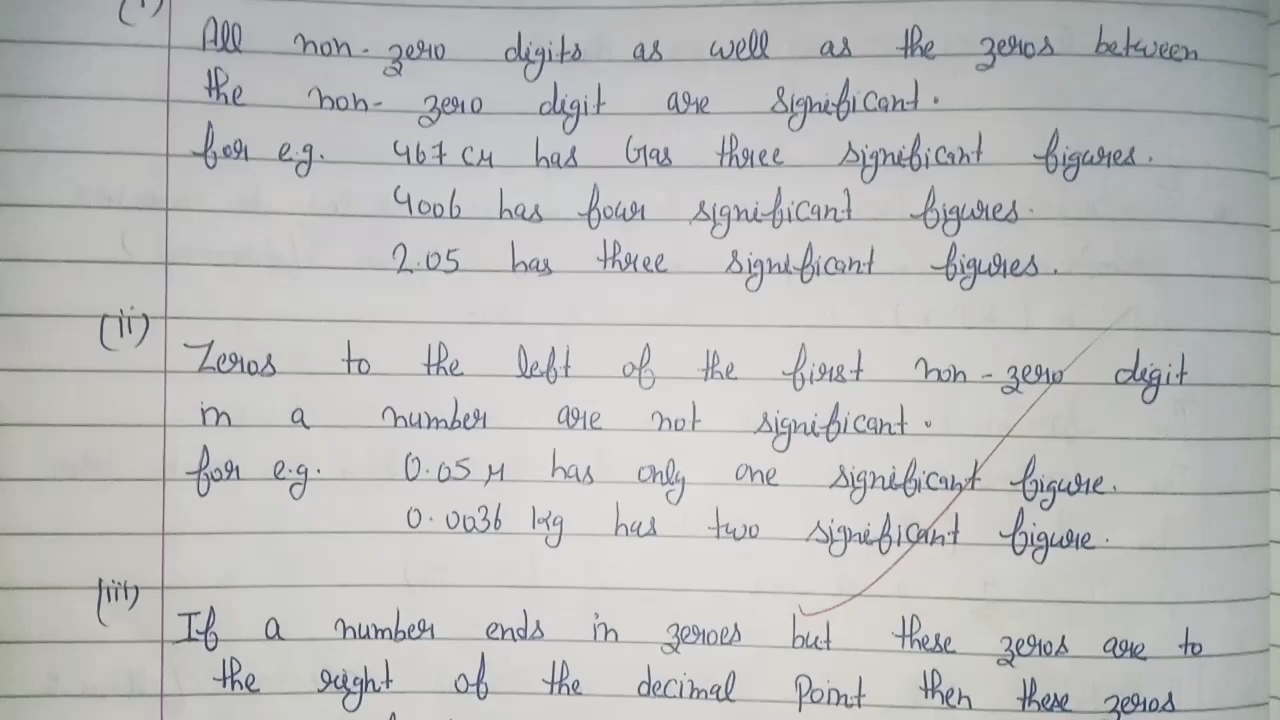 (i)
All non-zero digits as well as the zeros between
the non-zero digit are significant.
for e.g. 467 cm has three significant figures.
4006 has four significant figures.
2.05 has three significant figures.
(ii)
Zeros to the left of the first non-zero digit
in a number are not significant.
for e.g. 0.05 M has only one significant figure.
0.0036 kg has two significant figure.
(iii)
If a number ends in zeroes but these zeros are to
the right of the decimal point then these zeros